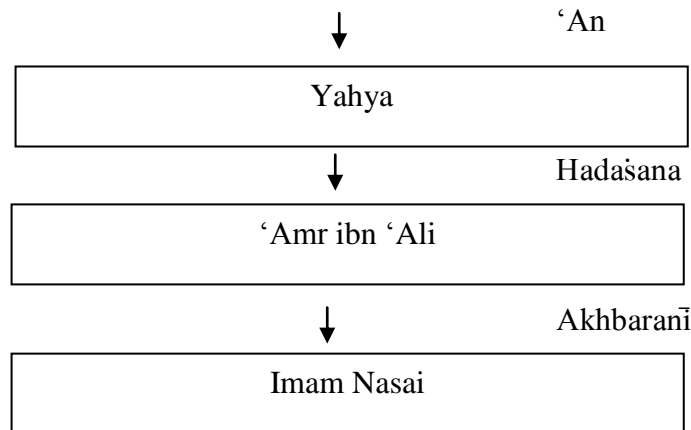 ‘An
Yahya
Hadaṡana
‘Amr ibn ‘Ali
Akhbaranī
Imam Nasai